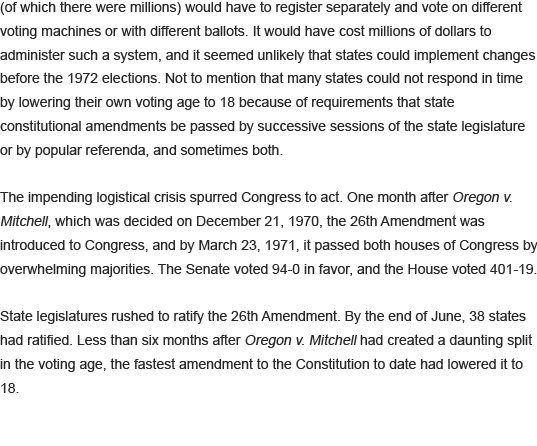 (of which there were millions) would have to register separately and vote on different
voting machines or with different ballots. It would have cost millions of dollars to
administer such a system, and it seemed unlikely that states could implement changes
before the 1972 elections. Not to mention that many states could not respond in time
by lowering their own voting age to 18 because of requirements that state
constitutional amendments be passed by successive sessions of the state legislature
or by popular referenda, and sometimes both.
The impending logistical crisis spurred Congress to act. One month after Oregon v.
Mitchell, which was decided on December 21, 1970, the 26th Amendment was
introduced to Congress, and by March 23, 1971, it passed both houses of Congress by
overwhelming majorities. The Senate voted 94-0 in favor, and the House voted 401-19.
State legislatures rushed to ratify the 26th Amendment. By the end of June, 38 states
had ratified. Less than six months after Oregon v. Mitchell had created a daunting split
in the voting age, the fastest amendment to the Constitution to date had lowered it to
18.